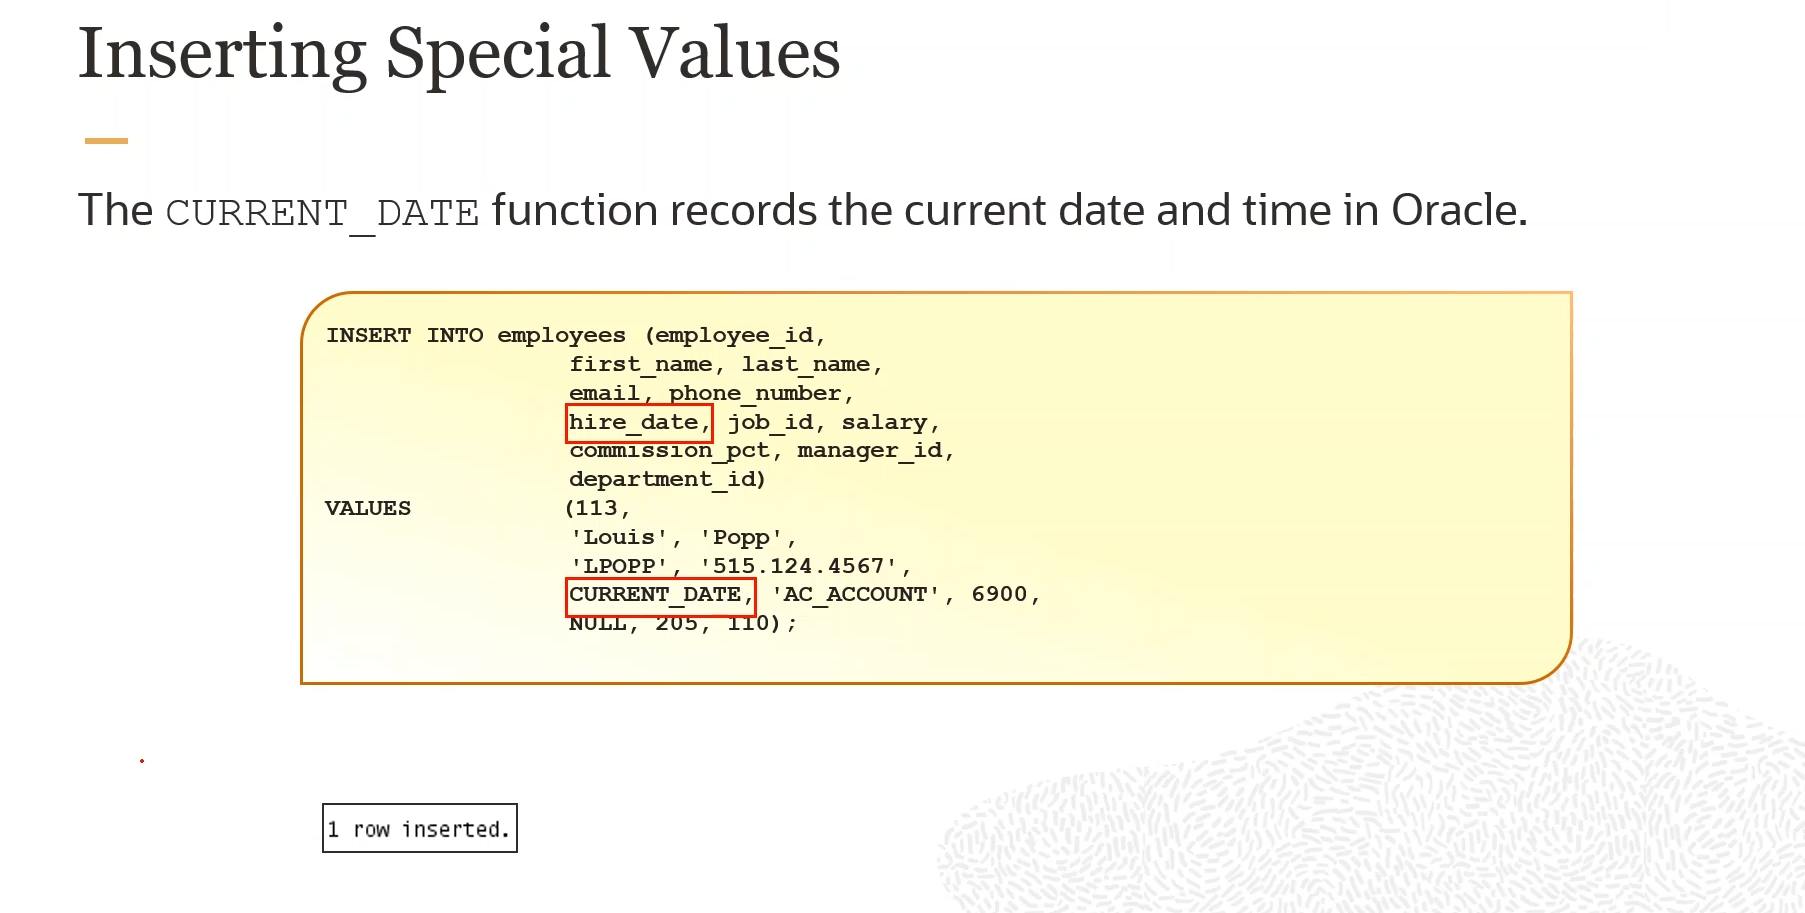 Inserting Special Values
The CURRENT_DATE function records the current date and time in Oracle.
INSERT INTO employees (employee_id,
first_name, last_name,
email, phone_number,
hire_date, job_id, salary,
commission_pct, manager_id,
department_id)
VALUES (113,
'Louis', 'Popp',
'LPOPP', '515.124.4567',
CURRENT_DATE, 'AC_ACCOUNT', 6900,
NULL, 205, 110);
1 row inserted.